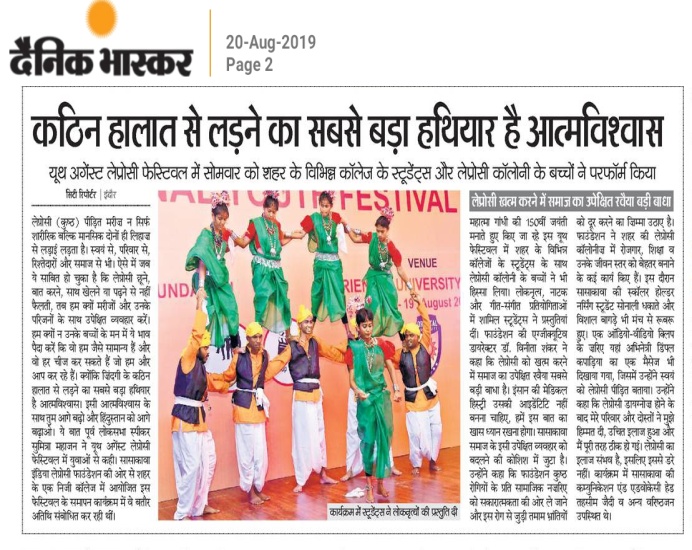 दैनिक भास्कर
20-Aug-2019
Page 2
कठिन हालात से लड़ने का सबसे बड़ा हथियार है आत्मविश्वास
यूथ अगेंस्ट लेप्रोसी फेस्टिवल में सोमवार को शहर के विभिन्न कॉलेज के स्टूडेंट्स और लेप्रोसी कॉलोनी के बच्चों ने परफॉर्म किया
सिटी रिपोर्टर | इंदौर
लेप्रोसी (कुष्ठ) पीड़ित मरीज न सिर्फ
शारीरिक बल्कि मानसिक दोनों ही लिहाज
से लड़ाई लड़ता है। स्वयं से, परिवार से,
रिश्तेदारों और समाज से भी। ऐसे में जब
ये साबित हो चुका है कि लेप्रोसी छूने,
बात करने, साथ खेलने या पढ़ने से नहीं
फैलती, तब हम क्यों मरीजों और उनके
परिजनों के साथ उपेक्षित व्यवहार करें।
हम क्यों न उनके बच्चों के मन में ये भाव
पैदा करें कि वो हम जैसे सामान्य हैं और
वो हर चीज कर सकते हैं जो हम और
आप कर रहे हैं। क्योंकि ज़िंदगी के कठिन
हालात से लड़ने का सबसे बड़ा हथियार
है आत्मविश्वास। इसी आत्मविश्वास के
साथ तुम आगे बढ़ो और हिंदुस्तान को आगे
बढ़ाओ। ये बात पूर्व लोकसभा स्पीकर
सुमित्रा महाजन ने यूथ अगेंस्ट लेप्रोसी
फेस्टिवल में युवाओं से कही। सासाकावा
इंडिया लेप्रोसी फाउंडेशन की ओर से शहर
के एक निजी कॉलेज में आयोजित इस
फेस्टिवल के समापन कार्यक्रम में वे बतौर
अतिथि संबोधित कर रही थीं।
NAL YOUTH FESTIVAL
VENUE
UNDA
ORIEN
UNIVERSITY
19 August 20
कार्यक्रम में स्टूडेंट्स ने लोकनृत्यों की प्रस्तुति दी
लेप्रोसी खत्म करने में समाज का उपेक्षित रवैया बड़ी बाधा
महात्मा गांधी की 150वीं जयंती
मनाते हुए किए जा रहे इस यूथ
फेस्टिवल में शहर के विभिन्न
कॉलेजों के स्टूडेंट्स के साथ
लेप्रोसी कॉलोनी के बच्चों ने भी
हिस्सा लिया। लोकनृत्य, नाटक
और गीत-संगीत प्रतियोगिताओं
में शामिल स्टूडेंट्स ने प्रस्तुतियां
दीं। फाउंडेशन की एग्जीक्यूटिव
डायरेक्टर डॉ. विनीता शंकर ने
कहा कि लेप्रोसी को खत्म करने
में समाज का उपेक्षित रवैया सबसे
बड़ी बाधा है। इंसान की मेडिकल
हिस्ट्री उसकी आइडेंटिटी नहीं
बनना चाहिए, हमें इस बात का
खास ध्यान रखना होगा। सासाकावा
समाज के इसी उपेक्षित व्यवहार को
बदलने की कोशिश में जुटा है।
उन्होंने कहा कि फाउंडेशन कुष्ठ
रोगियों के प्रति सामाजिक नज़रिए
को सकारात्मकता की ओर ले जाने
और इस रोग से जुड़ी तमाम भ्रांतियों
को दूर करने का जिम्मा उठाए है।
फाउंडेशन ने शहर की लेप्रोसी
कॉलोनीज में रोजगार, शिक्षा व
उनके जीवन स्तर को बेहतर बनाने
के कई कार्य किए हैं। इस दौरान
सासाकावा की स्कॉलर होल्डर
नर्सिंग स्टूडेंट सोनाली धकाते और
विशाल बागड़े भी मंच से रूबरू
हुए। एक ऑडियो-वीडियो क्लिप
के जरिए यहां अभिनेत्री डिंपल
कपाड़िया का एक मैसेज भी
दिखाया गया, जिसमें उन्होंने स्वयं
को लेप्रोसी पीड़ित बताया। उन्होंने
कहा कि लेप्रोसी डायग्नोज होने के
बाद मेरे परिवार और दोस्तों ने मुझे
हिम्मत दी, उचित इलाज हुआ और
मैं पूरी तरह ठीक हो गई। लेप्रोसी का
इलाज संभव है, इसलिए इससे डरे
नहीं। कार्यक्रम में सासाकावा की
कम्युनिकेशन एंड एडवोकेसी हेड
तहसीम जैदी व अन्य वरिष्ठजन
उपस्थित थे।